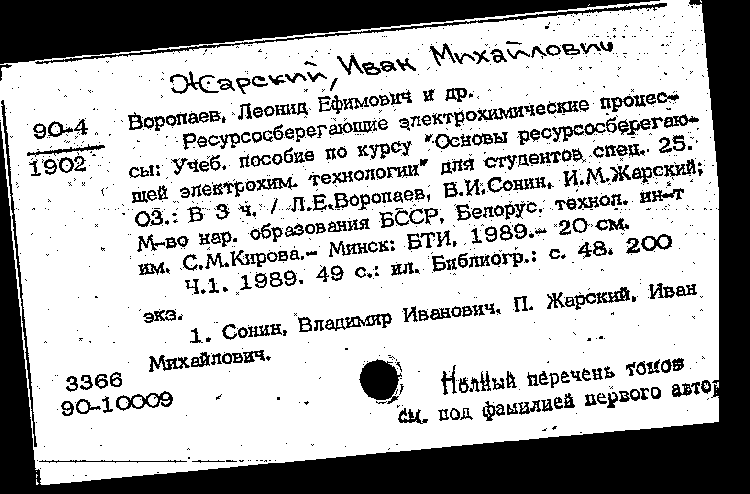 Жарский, Иван Михайлович
90-4
1902
Воропаев, Леонид Ефимович и др.
Ресурсосберегающие электрохимические процес-
сы: Учеб. пособие по курсу "Основы ресурсосберегаю-
щей электрохим. технологии" для студентов спец. 25.
03.: В 3 ч. / Л.Е.Воропаев, В.И.Сонин, И.М.Жарский;
М-во нар. образования БССР, Белорус. технол. ин-т
им. С.М.Кирова.- Минск: БТИ, 1989.- 20 см.
Ч.1. 1989. 49 с.: ил. Библиогр.: с. 48. 200
экз.
1. Сонин, Владимир Иванович. П. Жарский, Иван
Михайлович.
3366
90-10009
Полный перечень томов
см. под фамилией первого автор